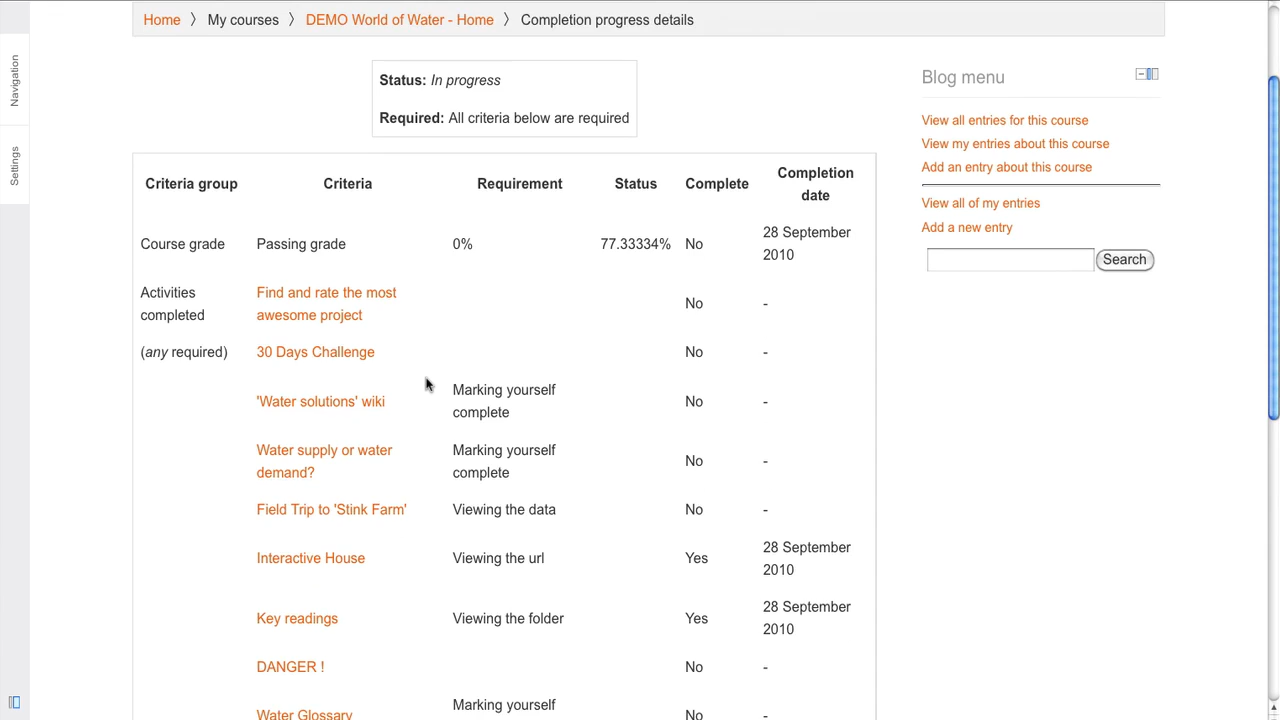 Home > My courses > DEMO World of Water - Home > Completion progress details
Navigation
Settings
Status: In progress
Required: All criteria below are required
Criteria group Criteria Requirement Status Complete Completion date
Course grade Passing grade 0% 77.33334% No 28 September 2010
Activities completed Find and rate the most awesome project No -
(any required) 30 Days Challenge No -
'Water solutions' wiki Marking yourself complete No -
Water supply or water demand? Marking yourself complete No -
Field Trip to 'Stink Farm' Viewing the data No -
Interactive House Viewing the url Yes 28 September 2010
Key readings Viewing the folder Yes 28 September 2010
DANGER ! No -
Water Glossary Marking yourself No -
Blog menu
View all entries for this course
View my entries about this course
Add an entry about this course
View all of my entries
Add a new entry
Search